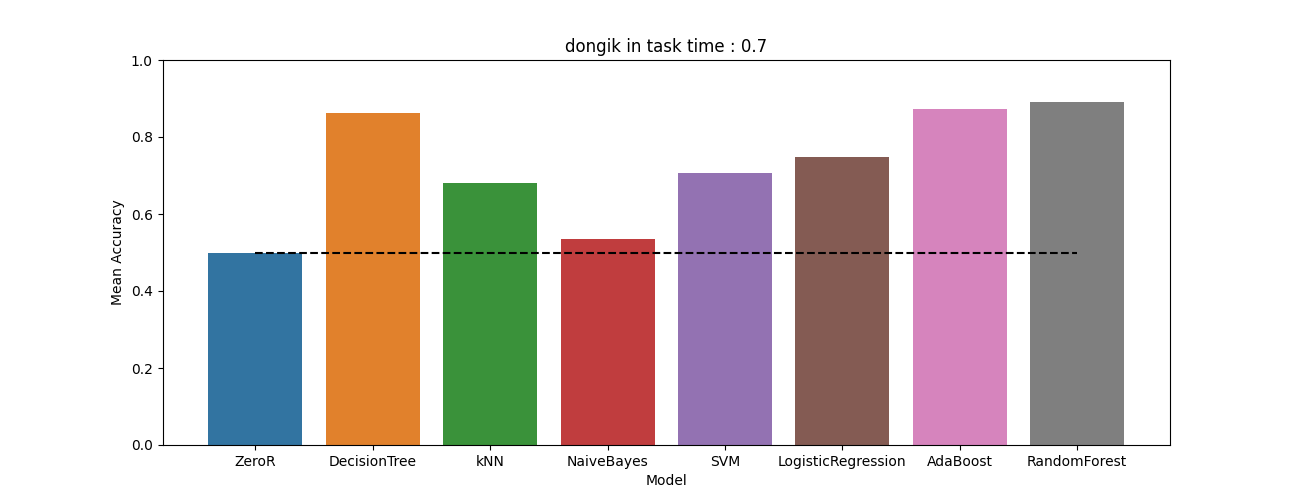 dongik in task time : 0.7
1.0
0.8
0.6
0.4
0.2
0.0
Mean Accuracy
ZeroR DecisionTree kNN NaiveBayes SVM LogisticRegression AdaBoost RandomForest
Model